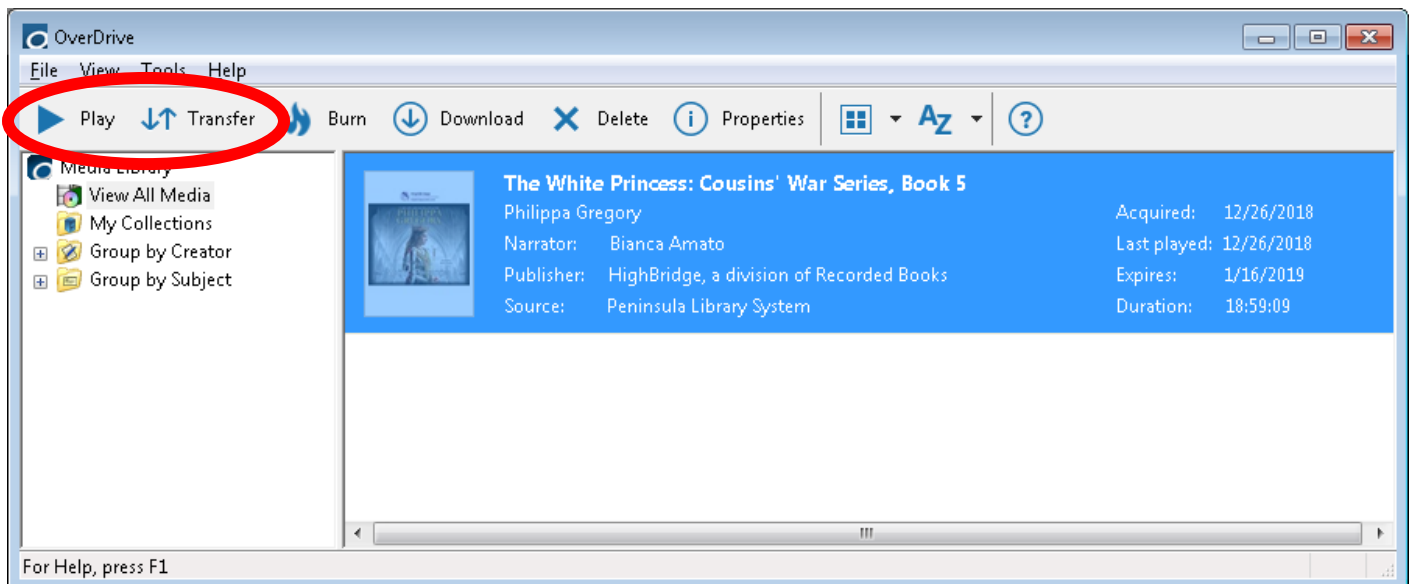 OverDrive
File View Tools Help
Play Transfer Burn Download Delete Properties AZ ?
Media Library
View All Media
My Collections
Group by Creator
Group by Subject
The White Princess: Cousins' War Series, Book 5
Philippa Gregory Acquired: 12/26/2018
Narrator: Bianca Amato Last played: 12/26/2018
Publisher: HighBridge, a division of Recorded Books Expires: 1/16/2019
Source: Peninsula Library System Duration: 18:59:09
For Help, press F1